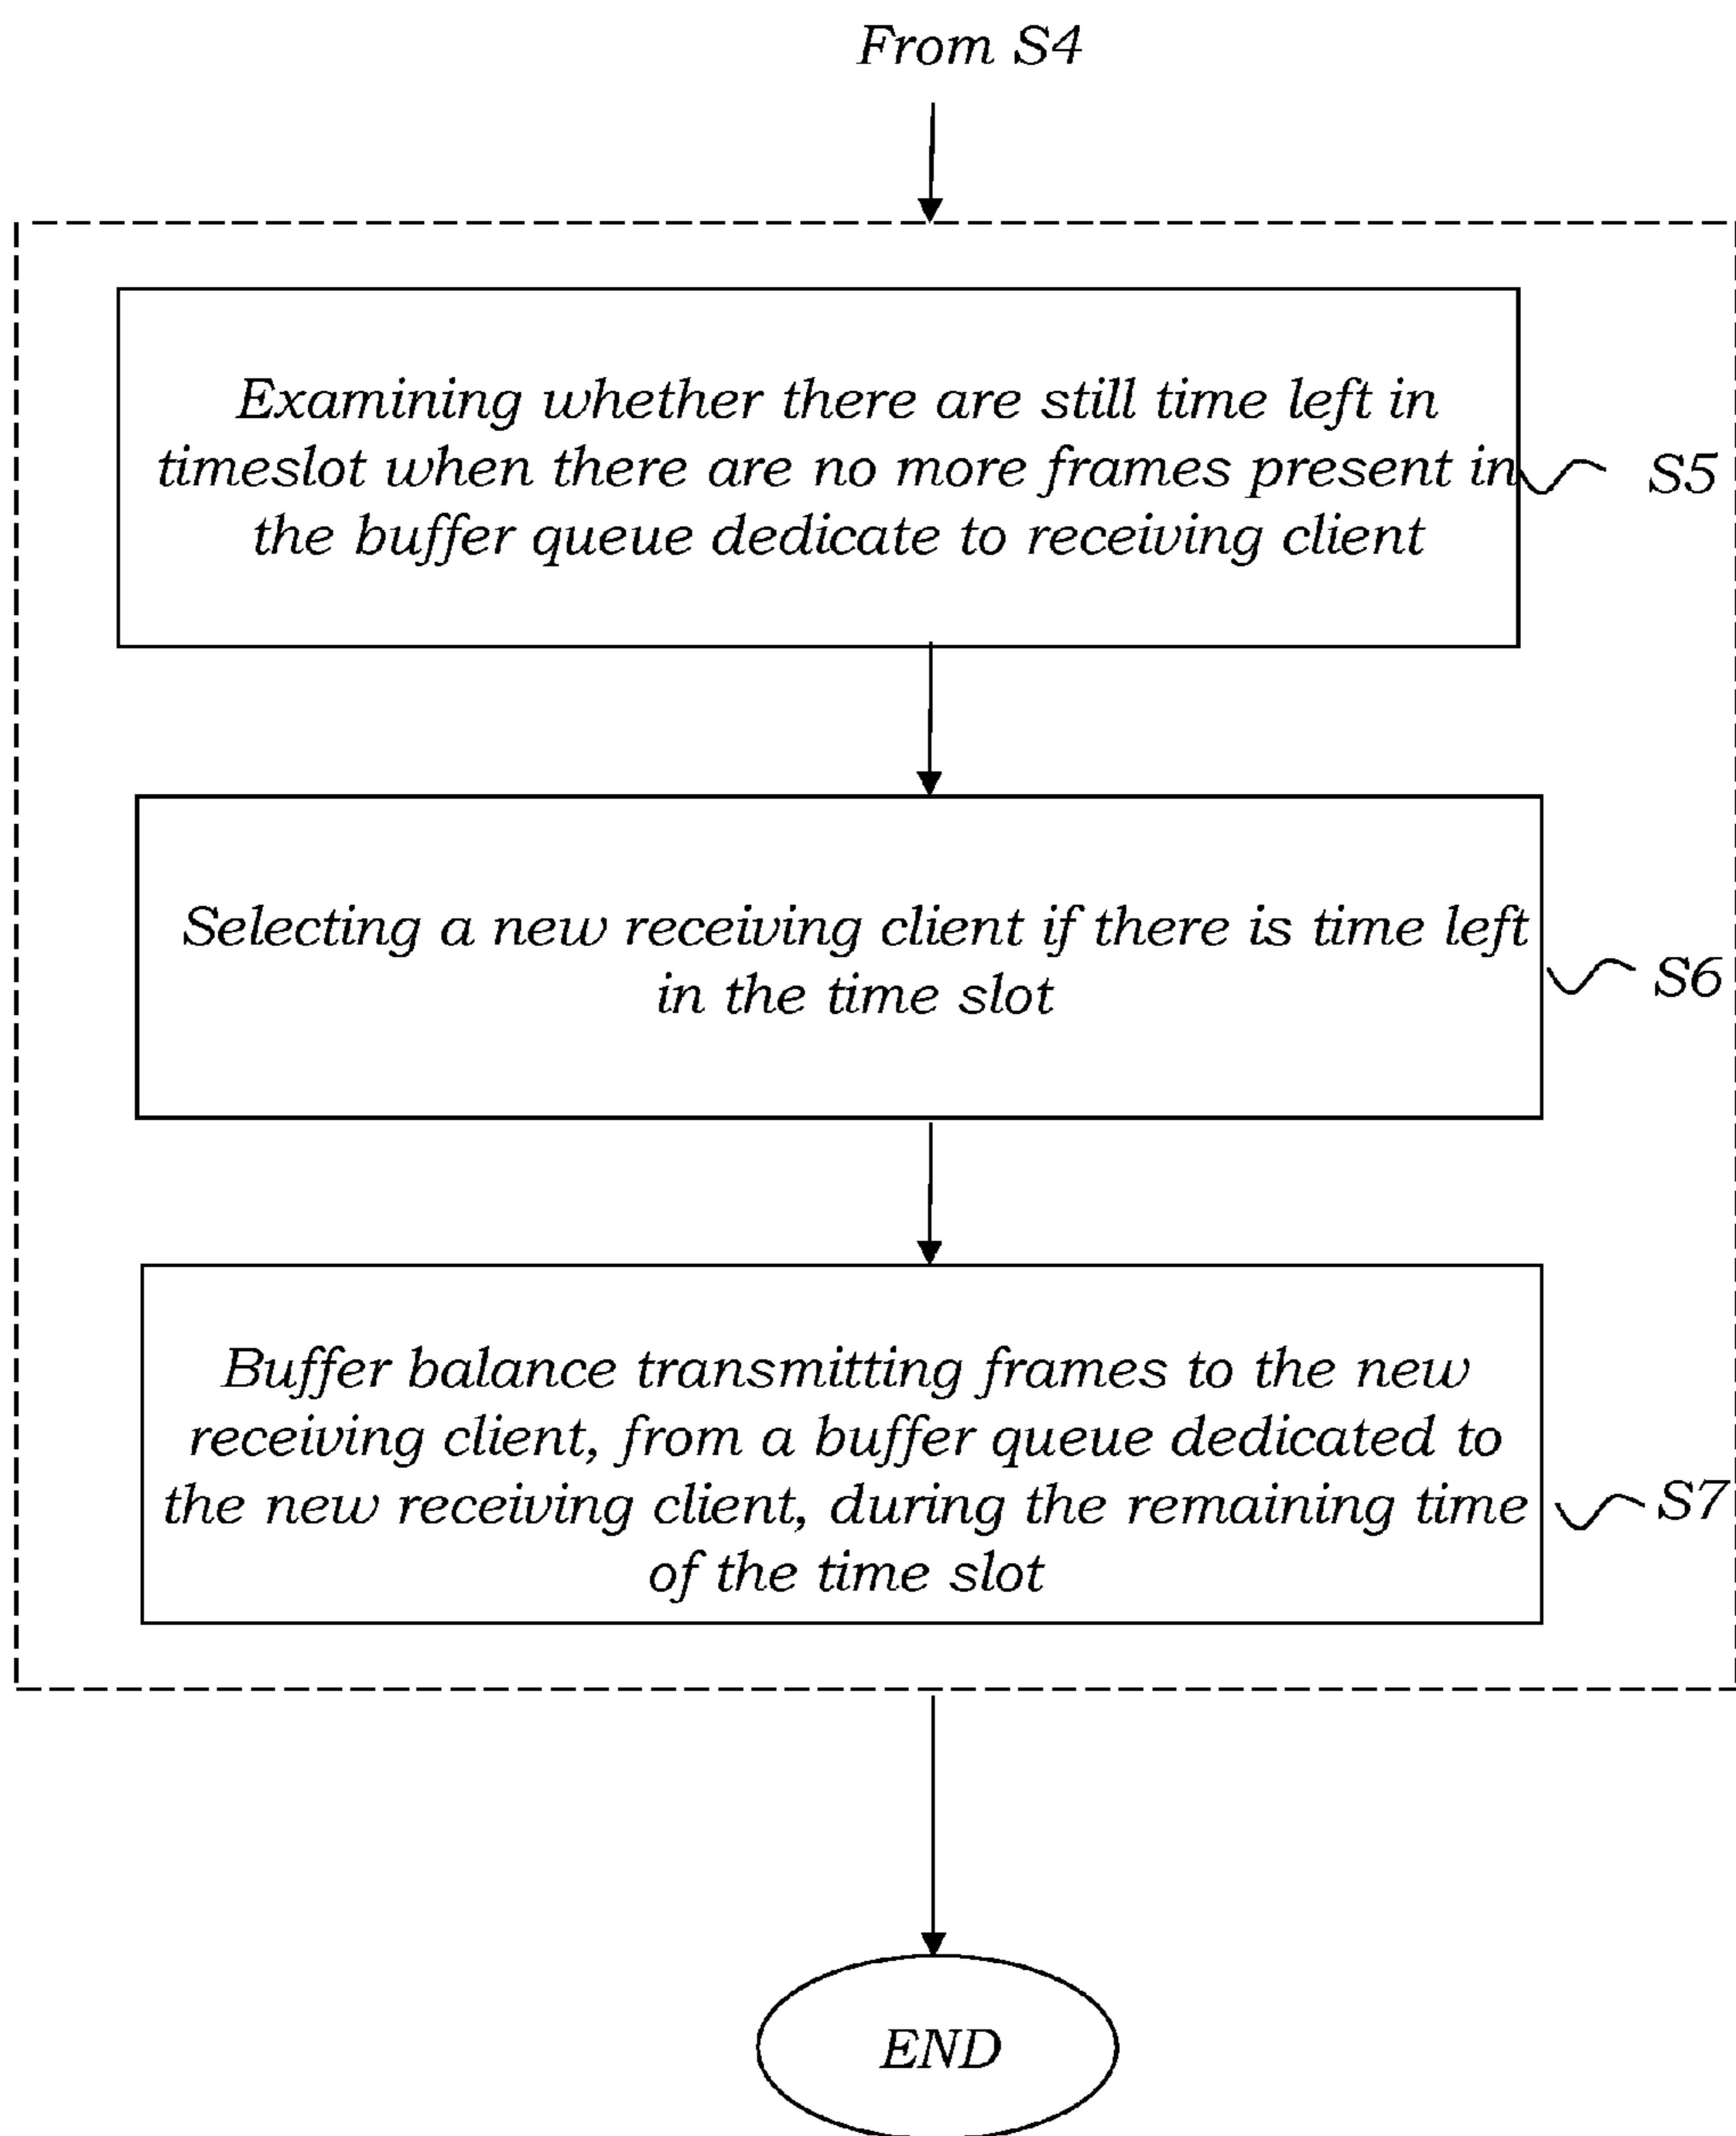 From S4
Examining whether there are still time left in
timeslot when there are no more frames present in
the buffer queue dedicate to receiving client
S5
Selecting a new receiving client if there is time left
in the time slot
S6
Buffer balance transmitting frames to the new
receiving client, from a buffer queue dedicated to
the new receiving client, during the remaining time
of the time slot
S7
END